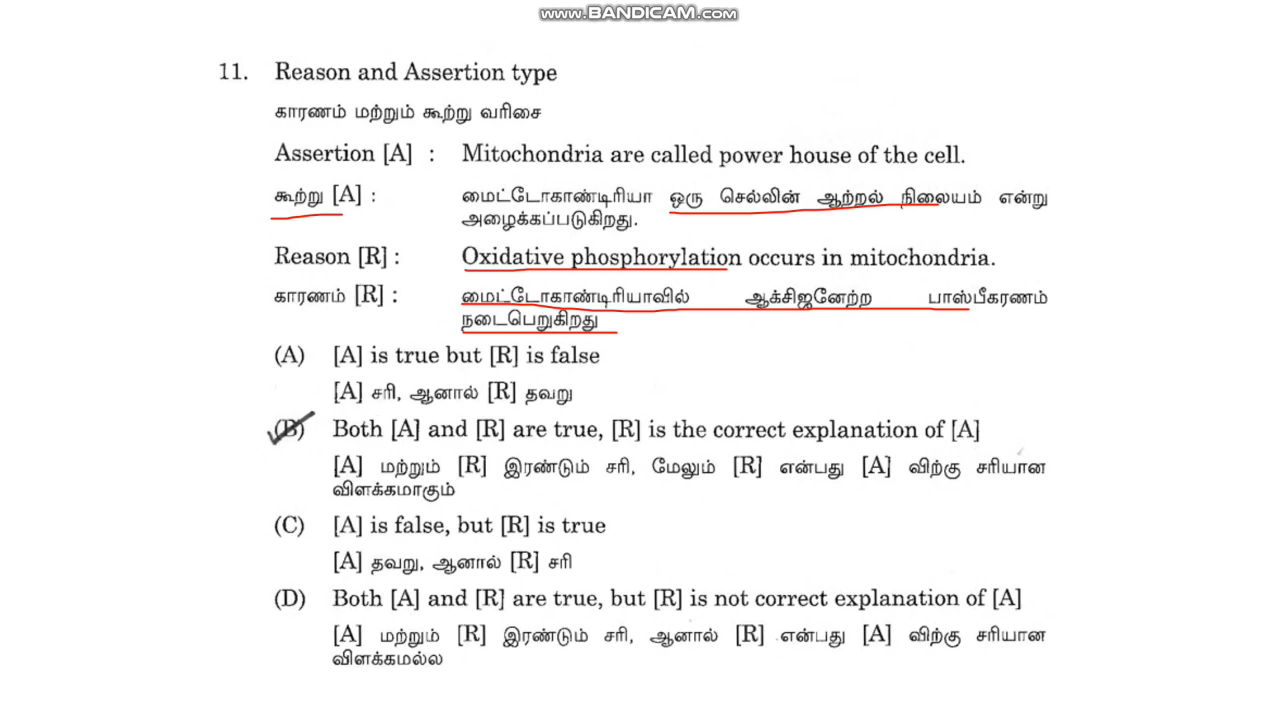 www.BANDICAM.com
11. Reason and Assertion type
காரணம் மற்றும் கூற்று வரிசை
Assertion [A] : Mitochondria are called power house of the cell.
கூற்று [A] : மைட்டோகாண்டிரியா ஒரு செல்லின் ஆற்றல் நிலையம் என்று
அழைக்கப்படுகிறது.
Reason [R] : Oxidative phosphorylation occurs in mitochondria.
காரணம் [R] : மைட்டோகாண்டிரியாவில் ஆக்சிஜனேற்ற பாஸ்பீகரணம்
நடைபெறுகிறது
(A) [A] is true but [R] is false
[A] சரி, ஆனால் [R] தவறு
(B) Both [A] and [R] are true, [R] is the correct explanation of [A]
[A] மற்றும் [R] இரண்டும் சரி, மேலும் [R] என்பது [A] விற்கு சரியான
விளக்கமாகும்
(C) [A] is false, but [R] is true
[A] தவறு, ஆனால் [R] சரி
(D) Both [A] and [R] are true, but [R] is not correct explanation of [A]
[A] மற்றும் [R] இரண்டும் சரி, ஆனால் [R] என்பது [A] விற்கு சரியான
விளக்கமல்ல